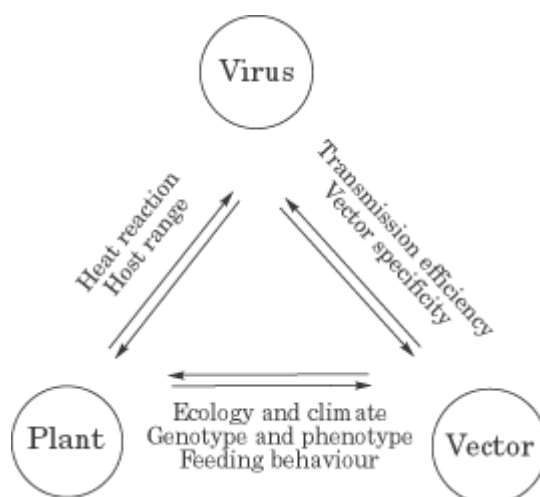 Virus
Heat reaction
Host range
Transmission efficiency
Vector specificity
Plant
Ecology and climate
Genotype and phenotype
Feeding behaviour
Vector